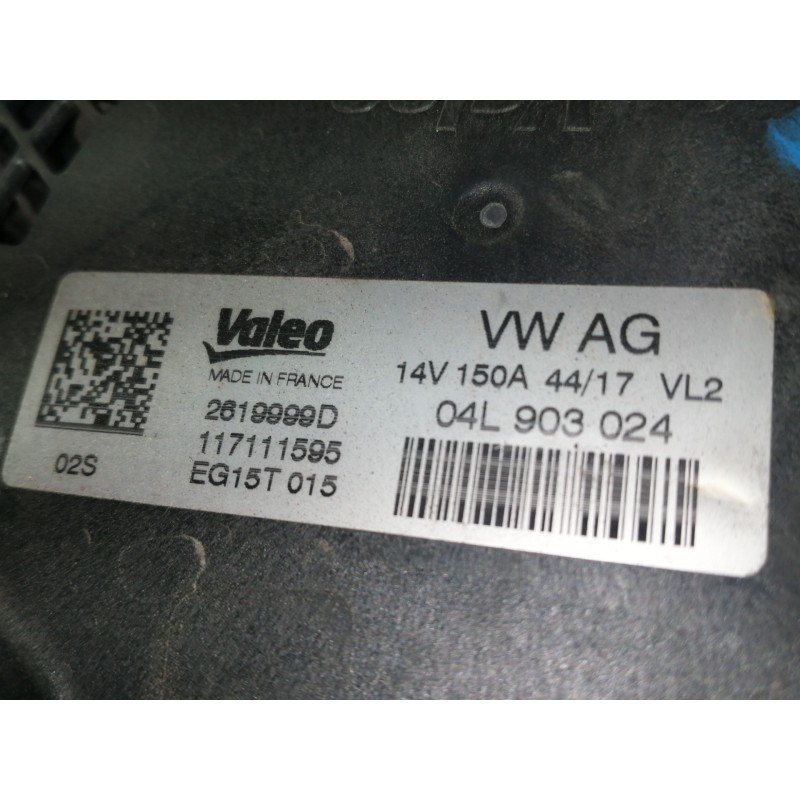 Valeo
MADE IN FRANCE
2619999D
117111595
EG15T 015
02S
VW AG
14V 150A 44/17 VL2
04L 903 024